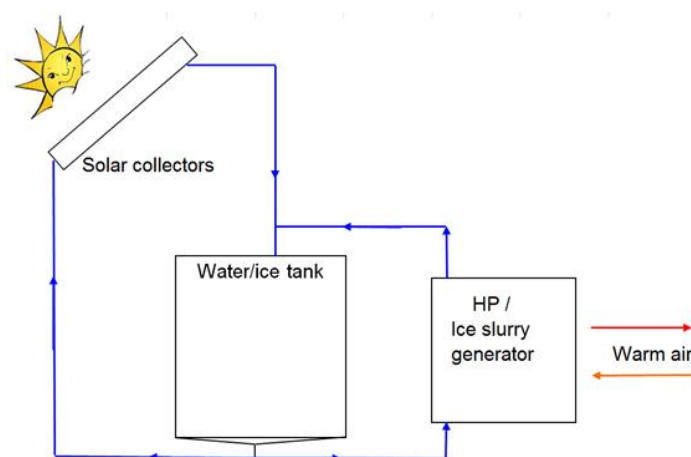 Solar collectors
Water/ice tank
HP /
Ice slurry
generator
Warm air